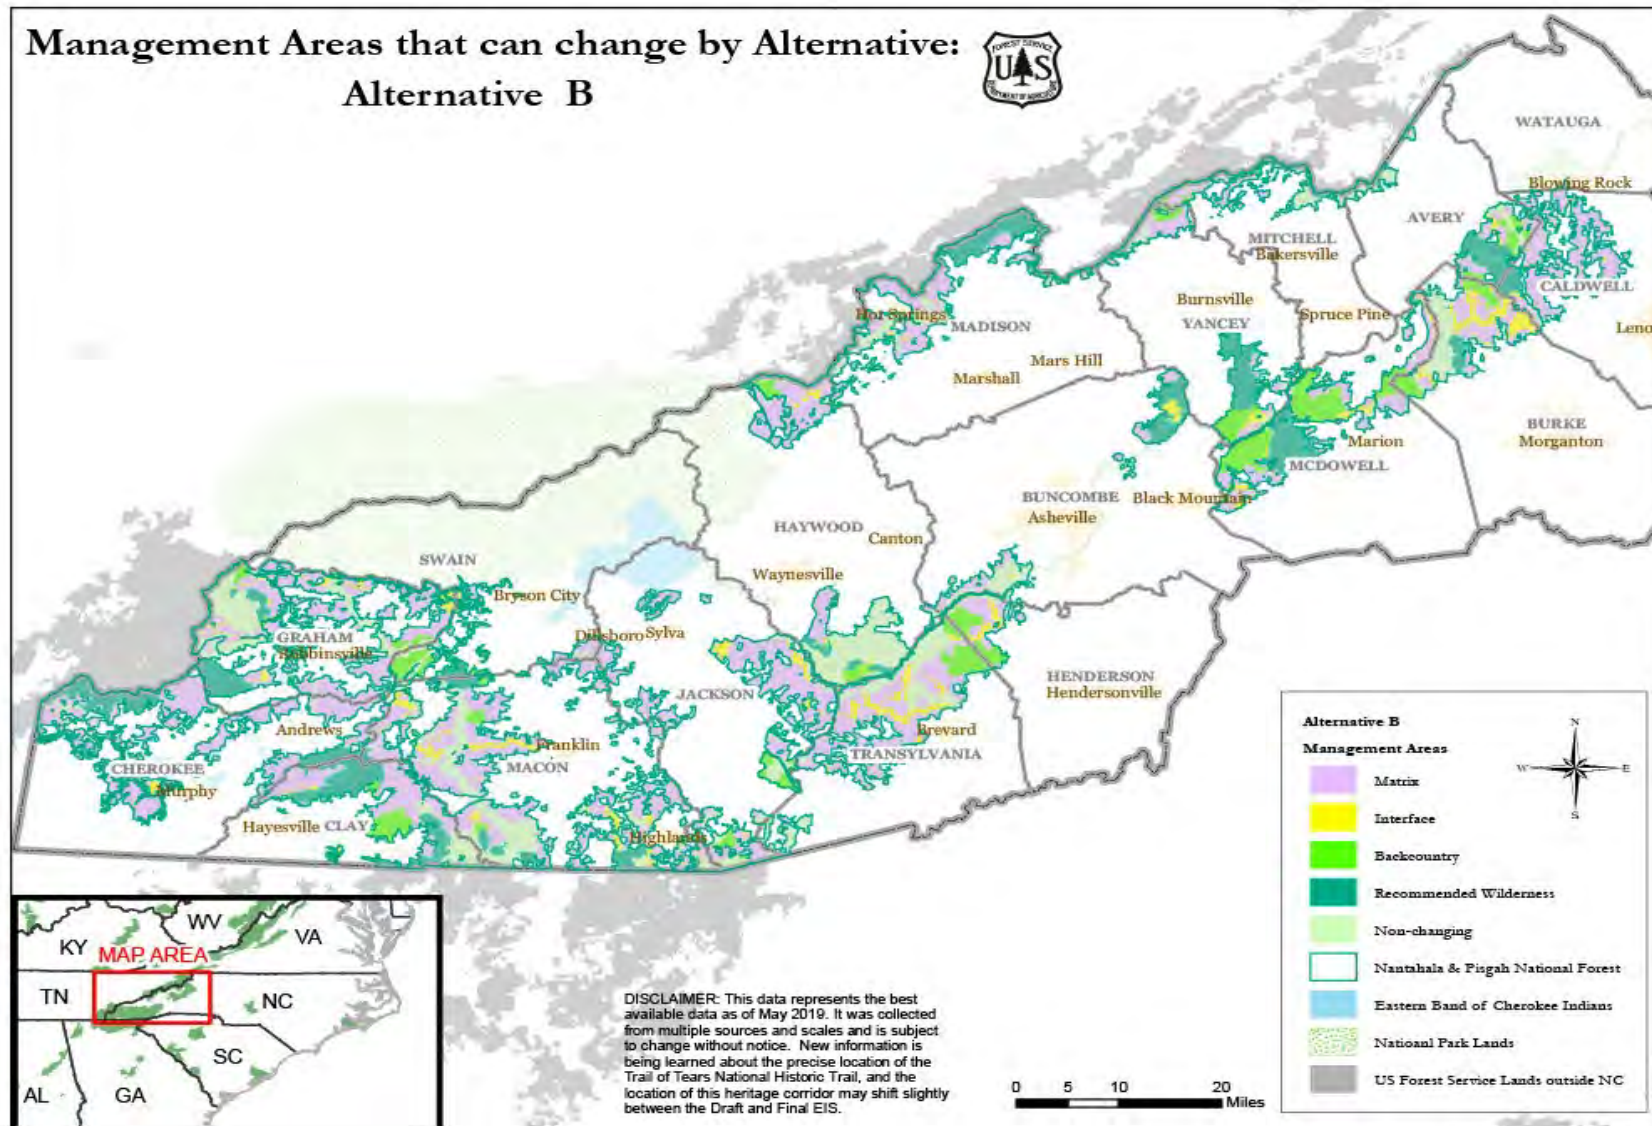 Management Areas that can change by Alternative:
Alternative B
FOREST SERVICE
U S
DEPARTMENT OF AGRICULTURE
WATAUGA
Blowing Rock
AVERY
MITCHELL
Bakersville
CALDWELL
Burnsville
Hot Springs
Spruce Pine
MADISON
YANCEY
Leno
Mars Hill
Marshall
BURKE
Marion
Morganton
MCDOWELL
BUNCOMBE
Black Mountain
Asheville
HAYWOOD
Canton
SWAIN
Waynesville
Bryson City
GRAHAM
Dillsboro
Sylva
Robbinsville
HENDERSON
JACKSON
Hendersonville
Andrews
Brevard
Franklin
TRANSYLVANIA
CHEROKEE
MACON
Murphy
Hayesville
CLAY
Highlands
Alternative B
Management Areas
N
W
E
S
Matrix
Interface
Backcountry
Recommended Wilderness
Non-changing
Nantahala & Pisgah National Forest
Eastern Band of Cherokee Indians
Natioanl Park Lands
US Forest Service Lands outside NC
WV
KY
VA
MAP AREA
TN
NC
SC
AL
GA
DISCLAIMER: This data represents the best
available data as of May 2019. It was collected
from multiple sources and scales and is subject
to change without notice. New information is
being learned about the precise location of the
Trail of Tears National Historic Trail, and the
location of this heritage corridor may shift slightly
between the Draft and Final EIS.
0 5 10 20
Miles